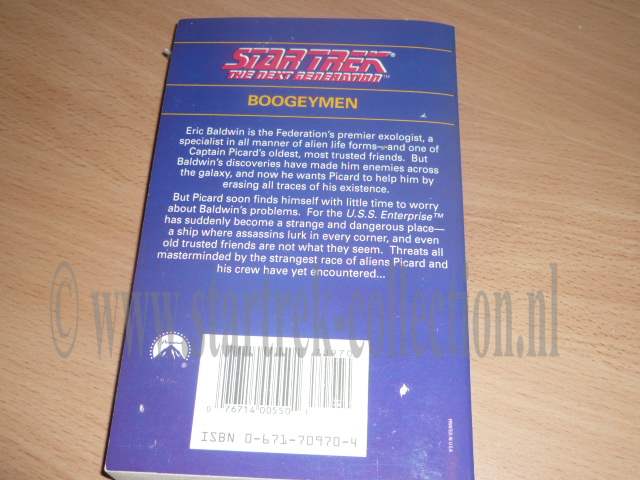 STAR TREK
THE NEXT GENERATION™
BOOGEYMEN
Eric Baldwin is the Federation's premier exologist, a
specialist in all manner of alien life forms—and one of
Captain Picard's oldest, most trusted friends. But
Baldwin's discoveries have made him enemies across
the galaxy, and now he wants Picard to help him by
erasing all traces of his existence.
But Picard soon finds himself with little time to worry
about Baldwin's problems. For the U.S.S. Enterprise™
has suddenly become a strange and dangerous place—
a ship where assassins lurk in every corner, and even
old trusted friends are not what they seem. Threats all
masterminded by the strangest race of aliens Picard and
his crew have yet encountered...
© www.startrek-collection.nl
0 76714 00550 1
ISBN 0-671-70970-4